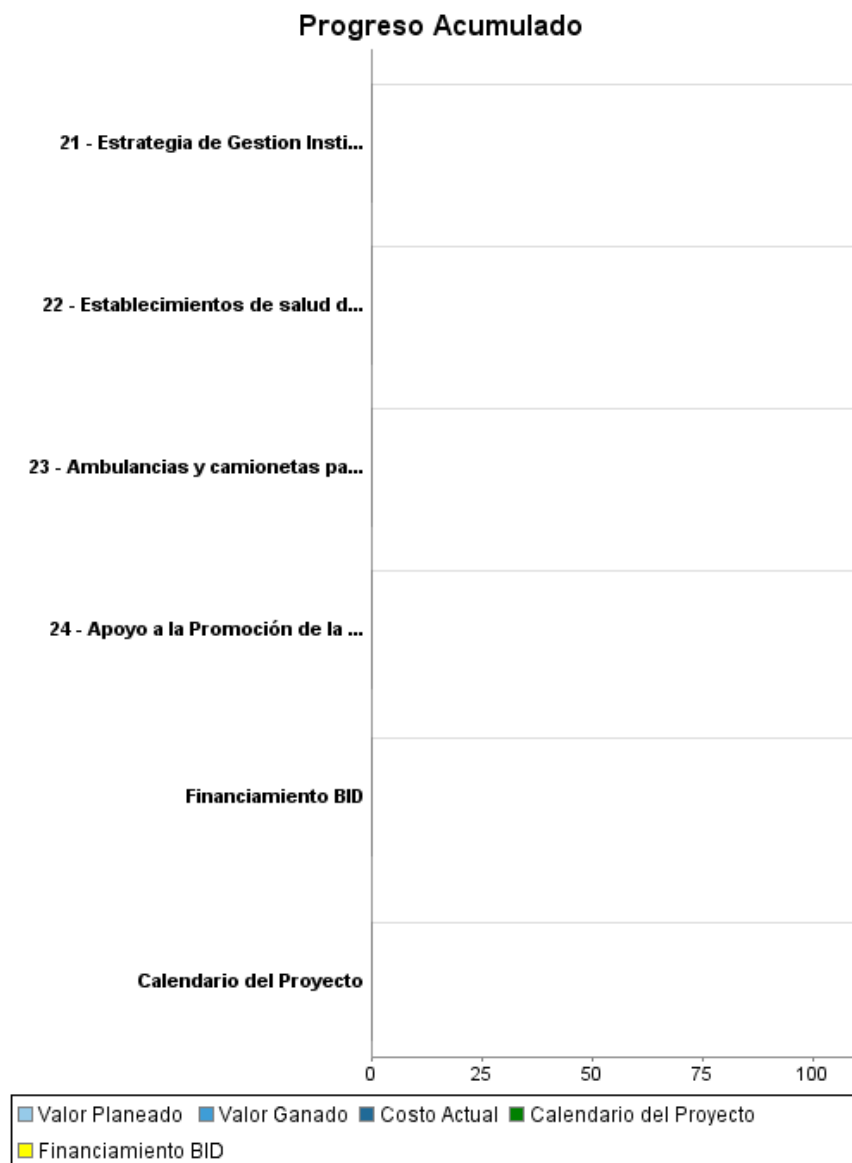 Progreso Acumulado
21 - Estrategia de Gestion Insti...
22 - Establecimientos de salud d...
23 - Ambulancias y camionetas pa...
24 - Apoyo a la Promoción de la ...
Financiamiento BID
Calendario del Proyecto
0 25 50 75 100
Valor Planeado Valor Ganado Costo Actual Calendario del Proyecto
Financiamiento BID